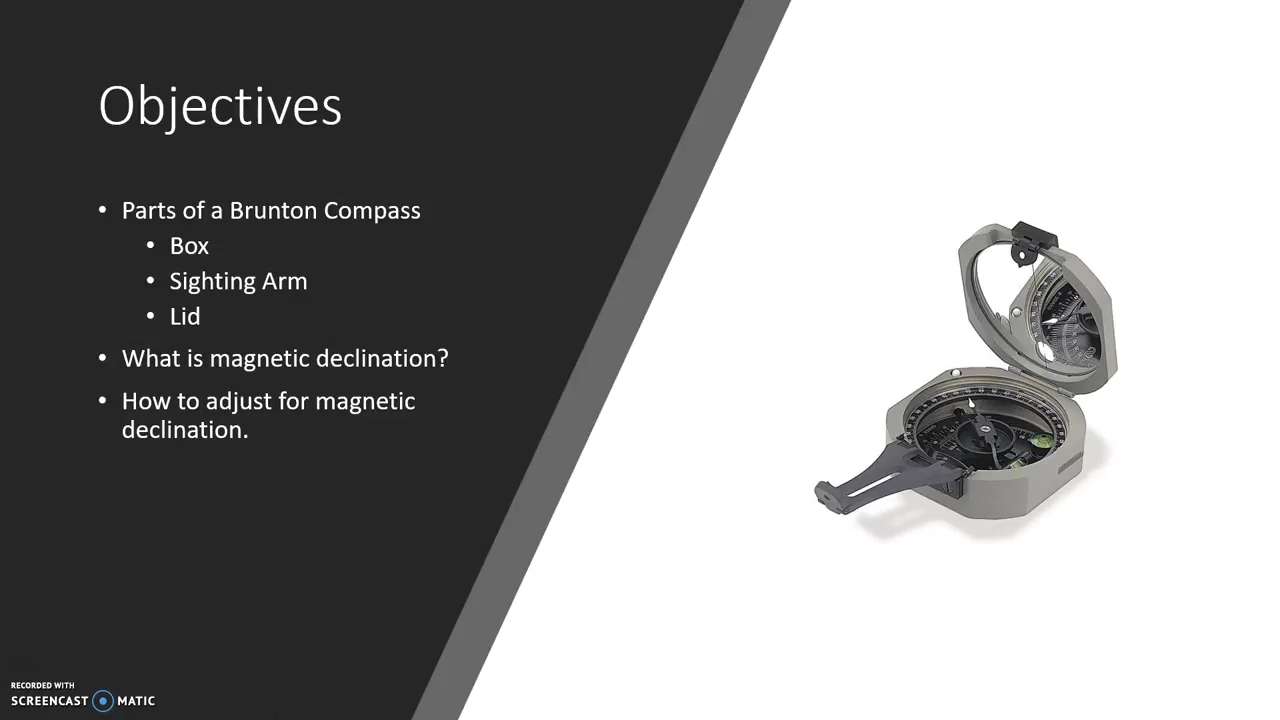 Objectives
• Parts of a Brunton Compass
• Box
• Sighting Arm
• Lid
• What is magnetic declination?
• How to adjust for magnetic
declination.
RECORDED WITH
SCREENCAST MATIC